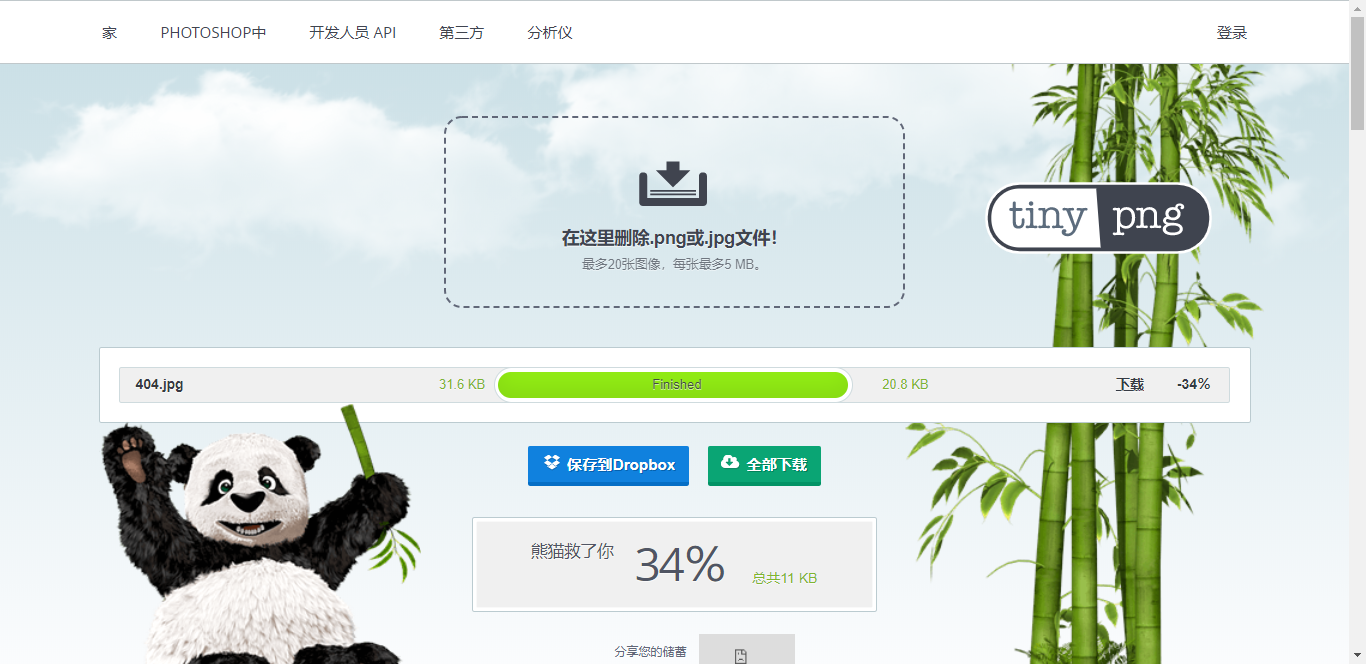 家 PHOTOSHOP中 开发人员 API 第三方 分析仪 登录
在这里删除.png或.jpg文件！
最多20张图像，每张最多5 MB。
tiny png
404.jpg 31.6 KB Finished 20.8 KB 下载 -34%
保存到Dropbox 全部下载
熊猫救了你 34% 总共11 KB
分享您的储蓄